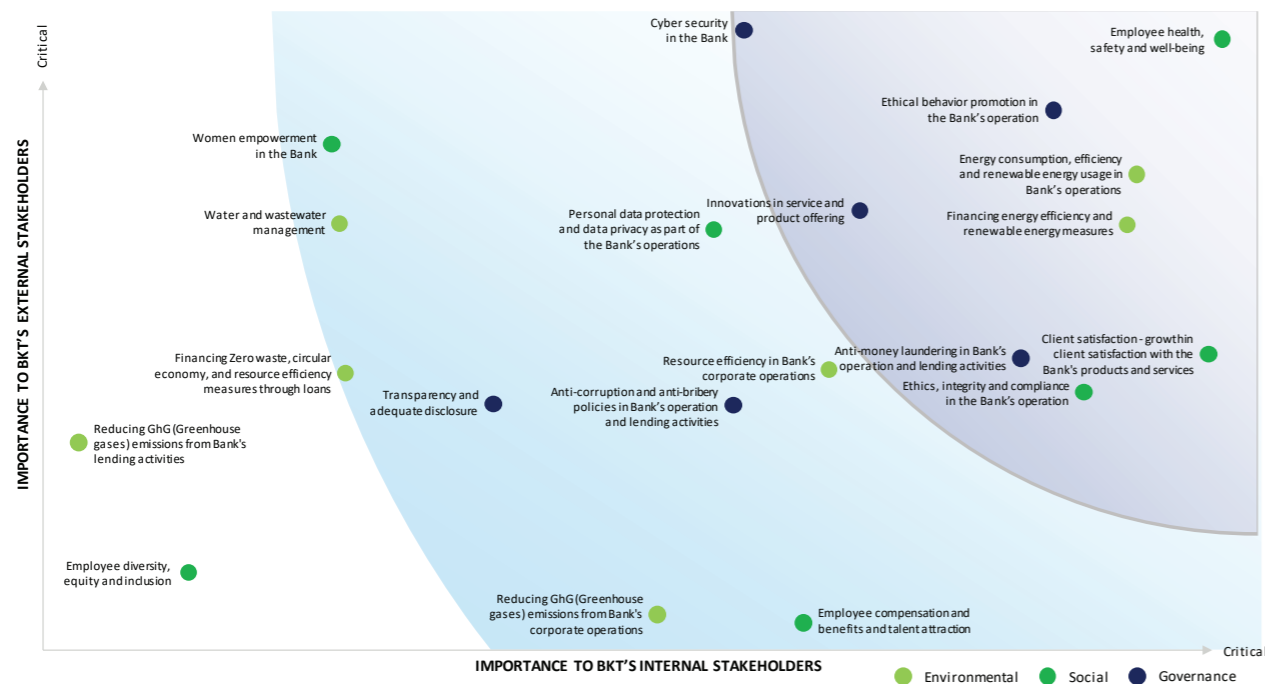 Critical
IMPORTANCE TO BKT'S EXTERNAL STAKEHOLDERS
Cyber security
in the Bank
Employee health,
safety and well-being
Ethical behavior promotion in
the Bank's operation
Women empowerment
in the Bank
Energy consumption, efficiency
and renewable energy usage in
Bank's operations
Water and wastewater
management
Personal data protection
and data privacy as part of
the Bank's operations
Innovations in service and
product offering
Financing energy efficiency and
renewable energy measures
Financing Zero waste, circular
economy, and resource efficiency
measures through loans
Resource efficiency in Bank's
corporate operations
Anti-money laundering in Bank's
operation and lending activities
Client satisfaction - growth in
client satisfaction with the
Bank's products and services
Transparency and
adequate disclosure
Anti-corruption and anti-bribery
policies in Bank's operation
and lending activities
Ethics, integrity and compliance
in the Bank's operation
Reducing GhG (Greenhouse
gases) emissions from Bank's
lending activities
Employee diversity,
equity and inclusion
Reducing GhG (Greenhouse
gases) emissions from Bank's
corporate operations
Employee compensation and
benefits and talent attraction
Critical
IMPORTANCE TO BKT'S INTERNAL STAKEHOLDERS
Environmental
Social
Governance